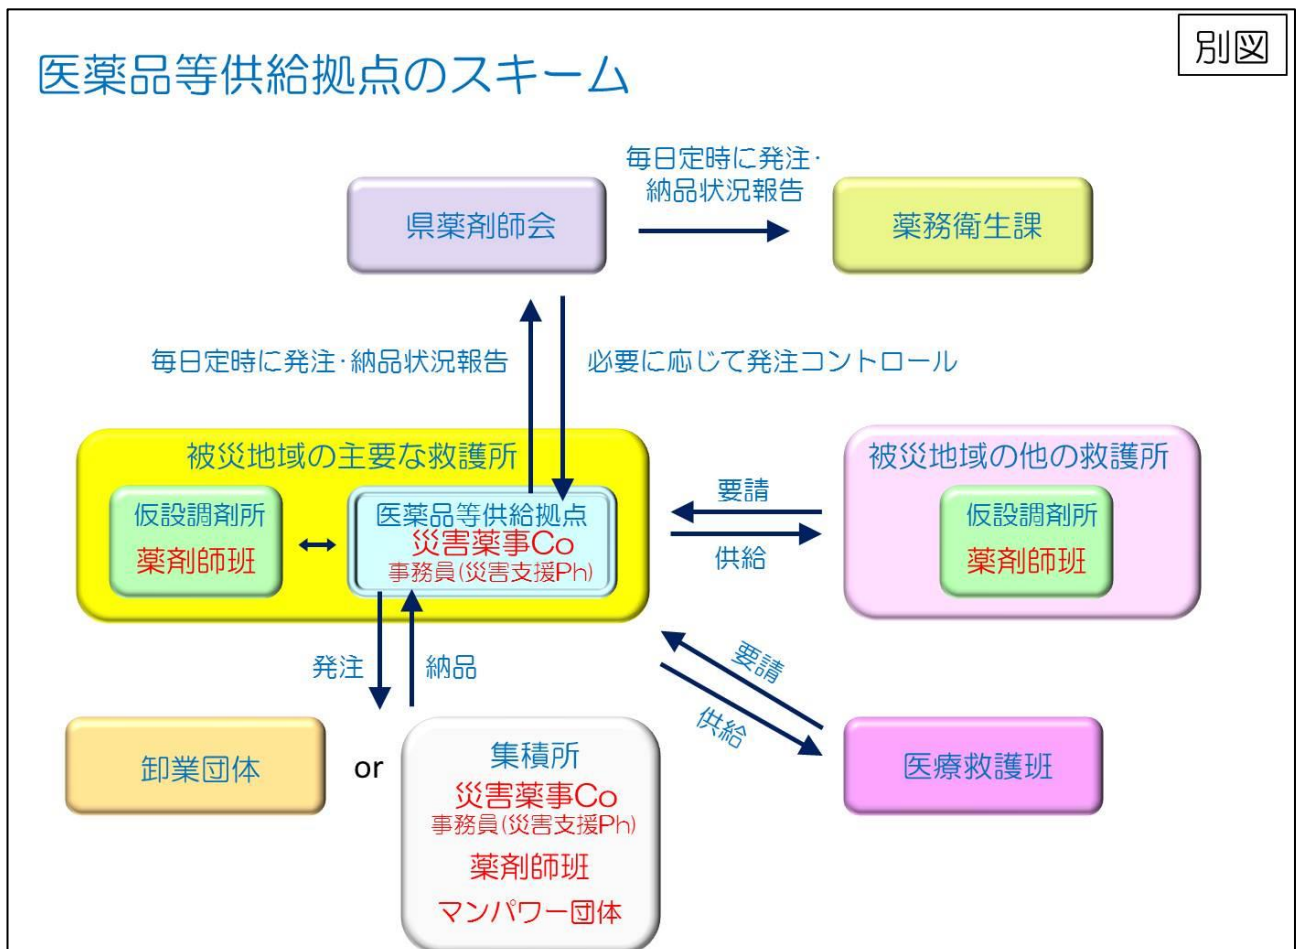 別図
医薬品等供給拠点のスキーム
毎日定時に発注・
納品状況報告
県薬剤師会
薬務衛生課
毎日定時に発注・納品状況報告
必要に応じて発注コントロール
被災地域の主要な救護所
仮設調剤所
薬剤師班
医薬品等供給拠点
災害薬事Co
事務員(災害支援Ph)
要請
供給
被災地域の他の救護所
仮設調剤所
薬剤師班
発注
納品
要請
供給
卸業団体
or
集積所
災害薬事Co
事務員(災害支援Ph)
薬剤師班
マンパワー団体
医療救護班